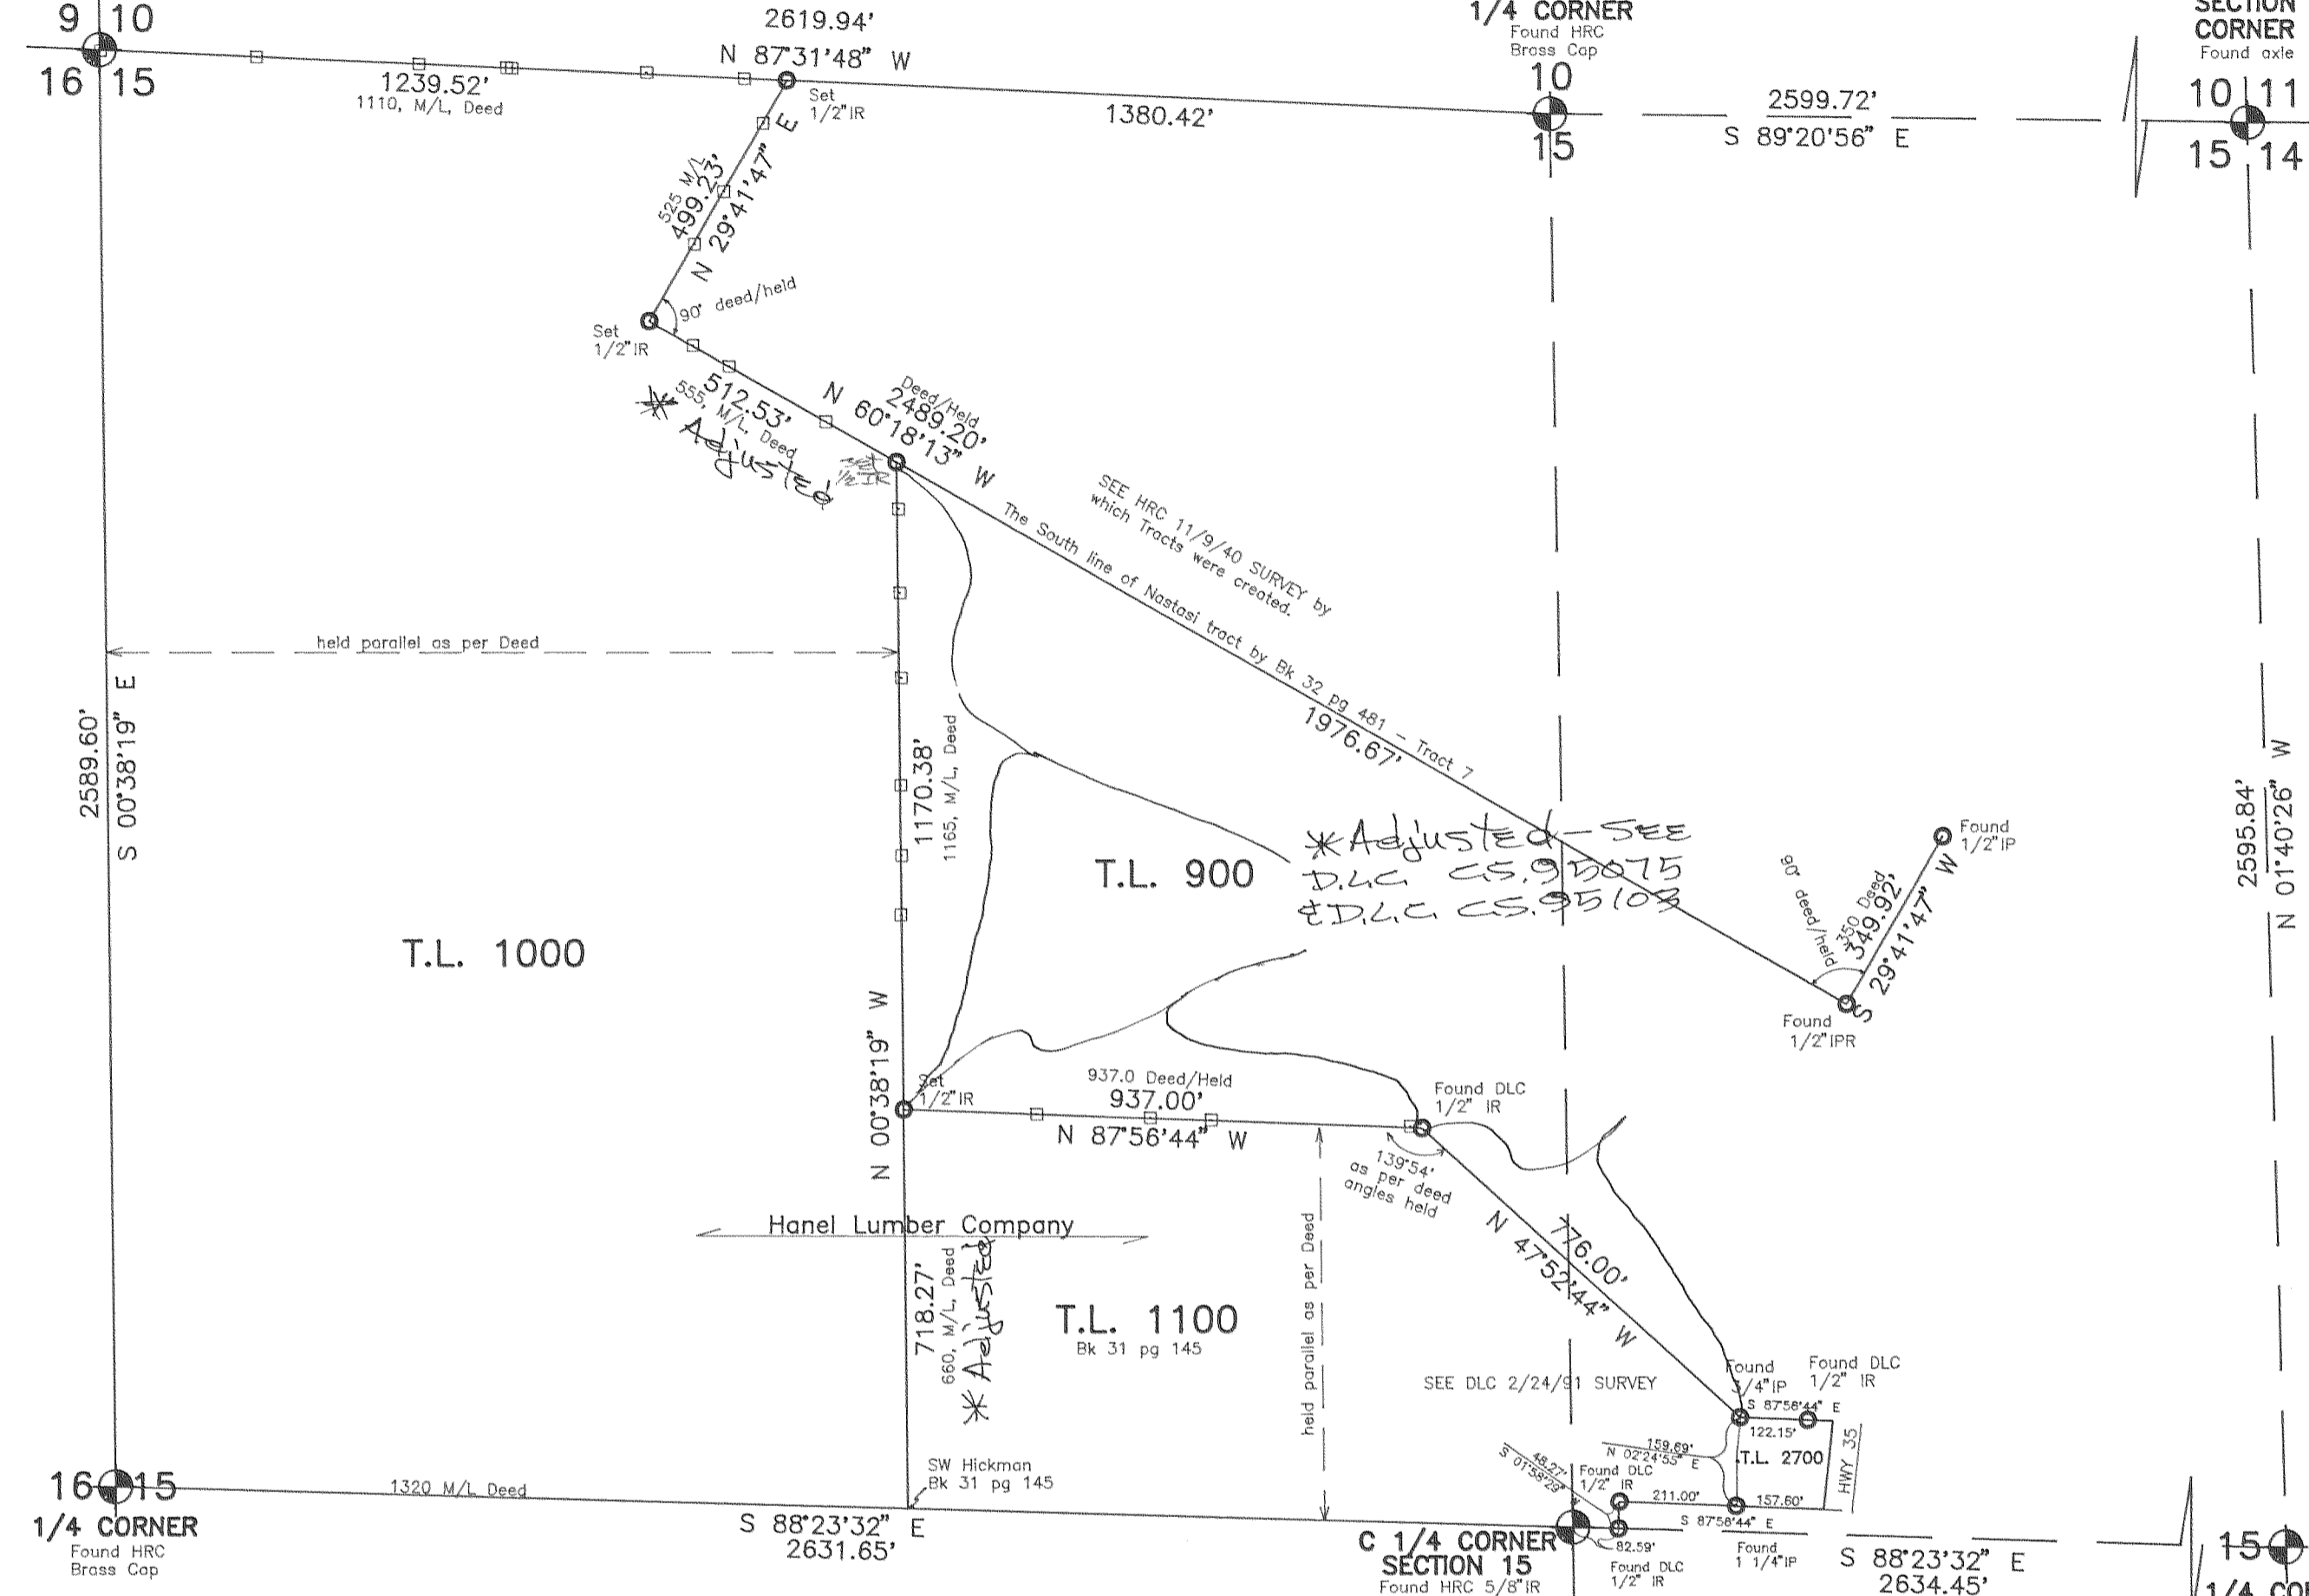 9 10
16 15
2619.94'
N 87°31'48" W
1239.52'
1110, M/L, Deed
Set
1/2"IR
1380.42'
1/4 CORNER
Found HRC
Brass Cap
10
15
2599.72'
S 89°20'56" E
SECTION
CORNER
Found axle
10 11
15 14
525 M/L
499.23'
N 29°41'47" E
90° deed/held
Set
1/2"IR
512.53'
555, M/L, Deed
* Adjusted
1/2 IR
Deed/Held
2489.20'
N 60°18'13" W
SEE HRC 11/9/40 SURVEY by
which Tracts were created.
The South line of Nastasi tract by Bk 32 pg 481 - Tract 7
1976.67'
held parallel as per Deed
2589.60'
S 00°38'19" E
1170.38'
1165, M/L, Deed
T.L. 900
*Adjusted - SEE
D.L.C. C.S. 95075
& D.L.C. C.S. 95103
T.L. 1000
Found
1/2"IP
350 Deed
349.92'
S 29°41'47" W
90° deed/held
Found
1/2"IPR
2595.84'
N 01°40'26" W
N 00°38'19" W
Set
1/2"IR
937.0 Deed/Held
937.00'
N 87°56'44" W
Found DLC
1/2" IR
139°54'
as per deed
angles held
776.00'
N 47°52'44" W
Hanel Lumber Company
718.27'
660, M/L, Deed
* Adjusted
T.L. 1100
Bk 31 pg 145
held parallel as per Deed
SEE DLC 2/24/91 SURVEY
Found
3/4"IP
Found DLC
1/2" IR
S 87°56'44" E
122.15'
T.L. 2700
HWY 35
159.69'
N 02°24'55" E
48.27'
S 01°58'29" W
Found DLC
1/2" IR
211.00'
157.60'
S 87°56'44" E
16 15
1/4 CORNER
Found HRC
Brass Cap
1320 M/L Deed
SW Hickman
Bk 31 pg 145
S 88°23'32" E
2631.65'
C 1/4 CORNER
SECTION 15
Found HRC 5/8"IR
82.59'
Found DLC
1/2" IR
Found
1 1/4"IP
S 88°23'32" E
2634.45'
15